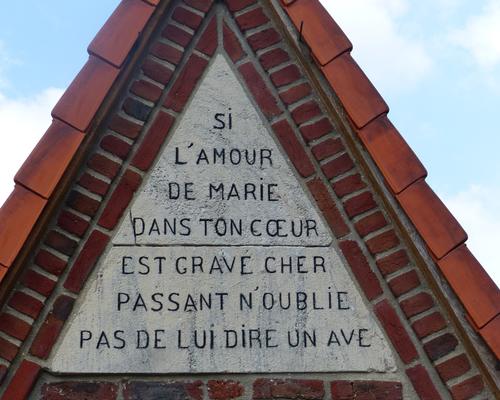 SI
L'AMOUR
DE MARIE
DANS TON CŒUR
EST GRAVE CHER
PASSANT N'OUBLIE
PAS DE LUI DIRE UN AVE